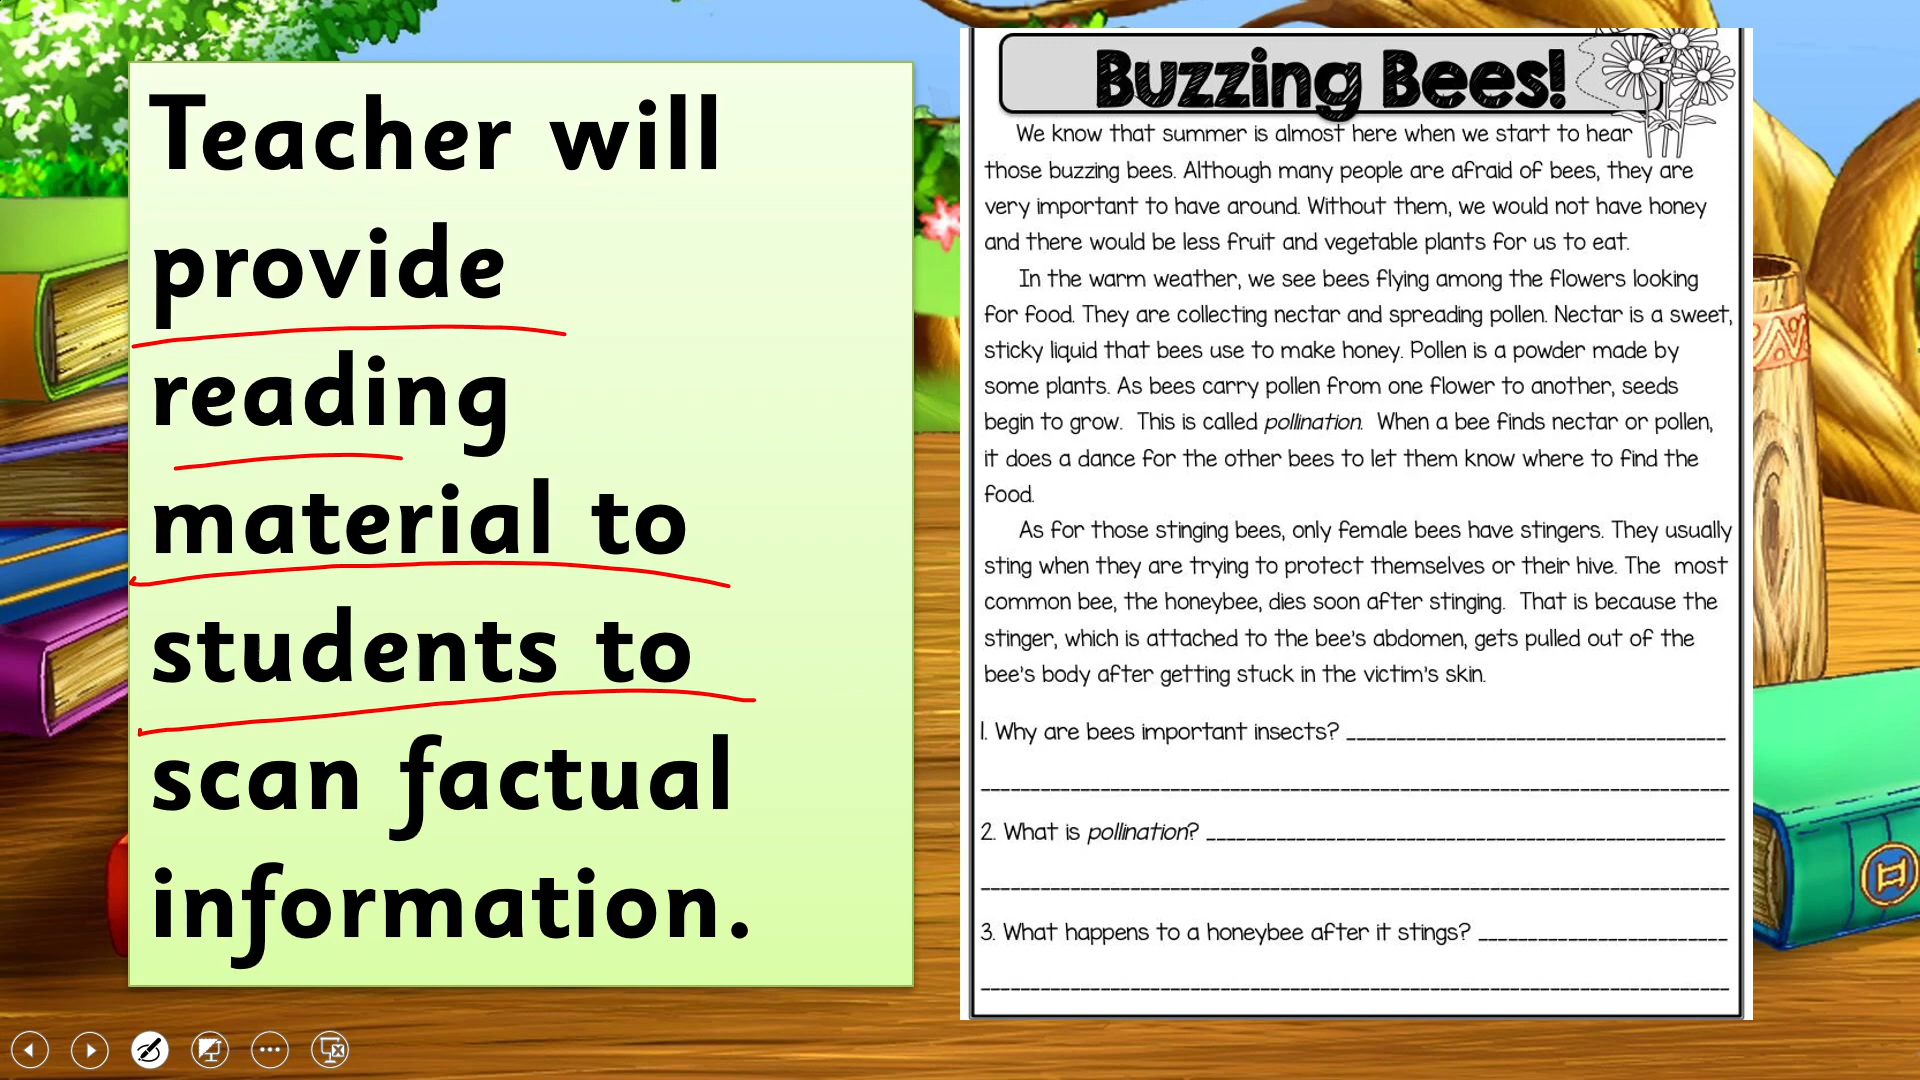 Teacher will
provide
reading
material to
students to
scan factual
information.
Buzzing Bees!
We know that summer is almost here when we start to hear
those buzzing bees. Although many people are afraid of bees, they are
very important to have around. Without them, we would not have honey
and there would be less fruit and vegetable plants for us to eat.
In the warm weather, we see bees flying among the flowers looking
for food. They are collecting nectar and spreading pollen. Nectar is a sweet,
sticky liquid that bees use to make honey. Pollen is a powder made by
some plants. As bees carry pollen from one flower to another, seeds
begin to grow. This is called pollination. When a bee finds nectar or pollen,
it does a dance for the other bees to let them know where to find the
food.
As for those stinging bees, only female bees have stingers. They usually
sting when they are trying to protect themselves or their hive. The most
common bee, the honeybee, dies soon after stinging. That is because the
stinger, which is attached to the bee's abdomen, gets pulled out of the
bee's body after getting stuck in the victim's skin.
1. Why are bees important insects? ______________________________________
___________________________________________________________________________
2. What is pollination? ____________________________________________________
___________________________________________________________________________
3. What happens to a honeybee after it stings? _________________________
___________________________________________________________________________